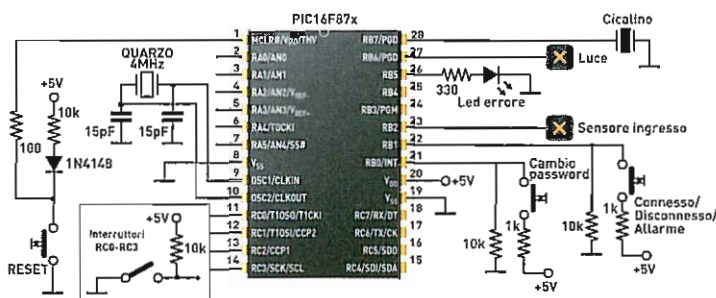 PIC16F87x
Cicalino
1
MCLR#/VPP/THV
RB7/PGD
28
2
RA0/AN0
RB6/PGD
27
Luce
3
RA1/AN1
RB5
26
330
Led errore
4
RA2/AN2/VREF-
RB4
25
5
RA3/AN3/VREF+
RB3/PGM
24
6
RA4/TOCKI
RB2
23
Sensore ingresso
7
RA5/AN4/SS#
RB1
22
8
VSS
RB0/INT
21
9
OSC1/CLKIN
VDD
20
+5V
10
OSC2/CLKOUT
VSS
19
11
RC0/T1OSO/T1CKI
RC7/RX/DT
18
12
RC1/T1OSI/CCP2
RC6/TX/CK
17
13
RC2/CCP1
RC5/SDO
16
14
RC3/SCK/SCL
RC4/SDI/SDA
15
QUARZO
4MHz
+5V
10k
15pF
15pF
100
1N4148
RESET
Interruttori
RC0-RC3
+5V
10k
Cambio
password
10k
1k
+5V
10k
1k
+5V
Connesso/
Disconnesso/
Allarme